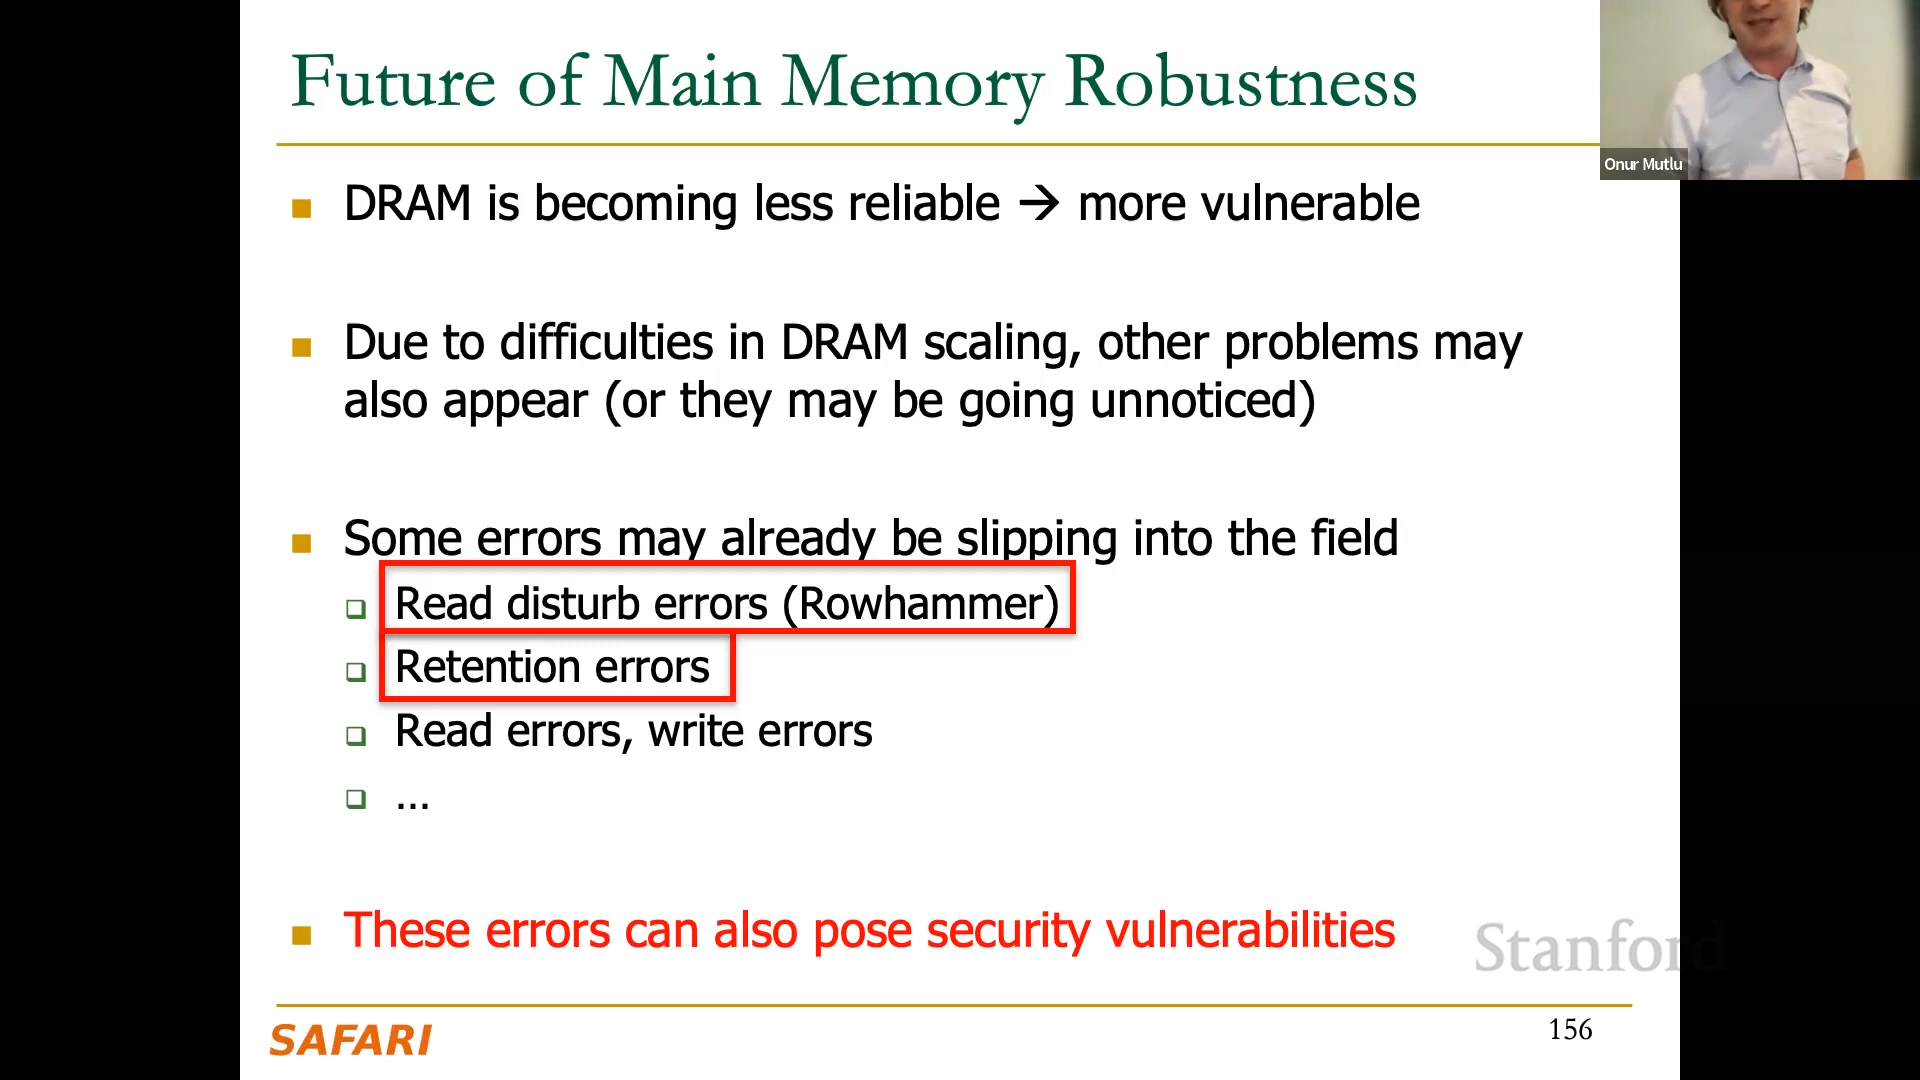 Future of Main Memory Robustness
Onur Mutlu
DRAM is becoming less reliable → more vulnerable
Due to difficulties in DRAM scaling, other problems may
also appear (or they may be going unnoticed)
Some errors may already be slipping into the field
Read disturb errors (Rowhammer)
Retention errors
Read errors, write errors
...
These errors can also pose security vulnerabilities
Stanford
SAFARI
156